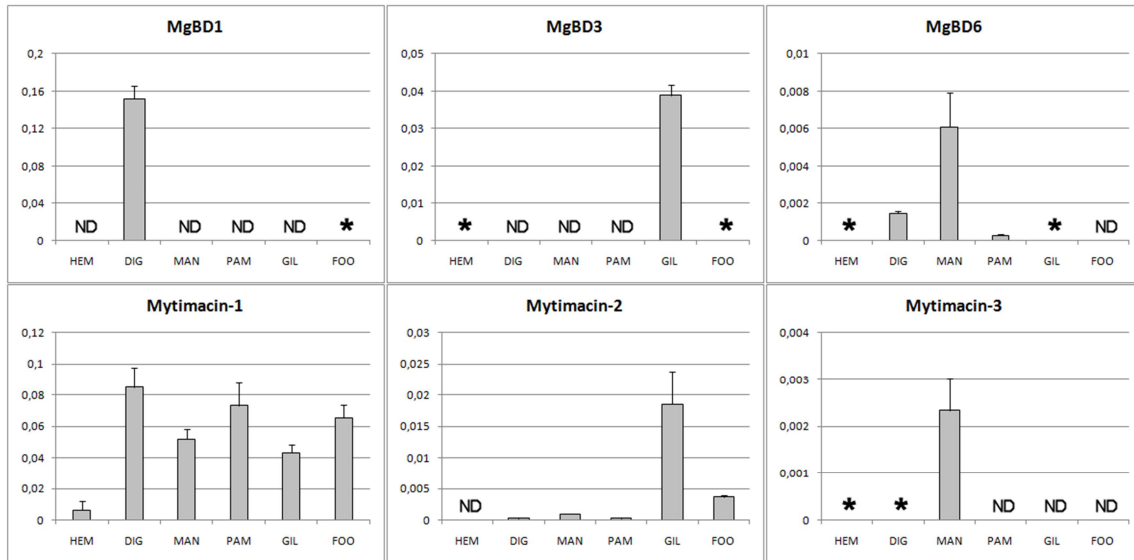 MgBD1
0,2
0,16
0,12
0,08
0,04
0
ND ND ND ND *
HEM DIG MAN PAM GIL FOO
MgBD3
0,05
0,04
0,03
0,02
0,01
0
* ND ND ND *
HEM DIG MAN PAM GIL FOO
MgBD6
0,01
0,008
0,006
0,004
0,002
0
* * ND
HEM DIG MAN PAM GIL FOO
Mytimacin-1
0,12
0,1
0,08
0,06
0,04
0,02
0
HEM DIG MAN PAM GIL FOO
Mytimacin-2
0,03
0,025
0,02
0,015
0,01
0,005
0
ND
HEM DIG MAN PAM GIL FOO
Mytimacin-3
0,004
0,003
0,002
0,001
0
* * ND ND ND
HEM DIG MAN PAM GIL FOO